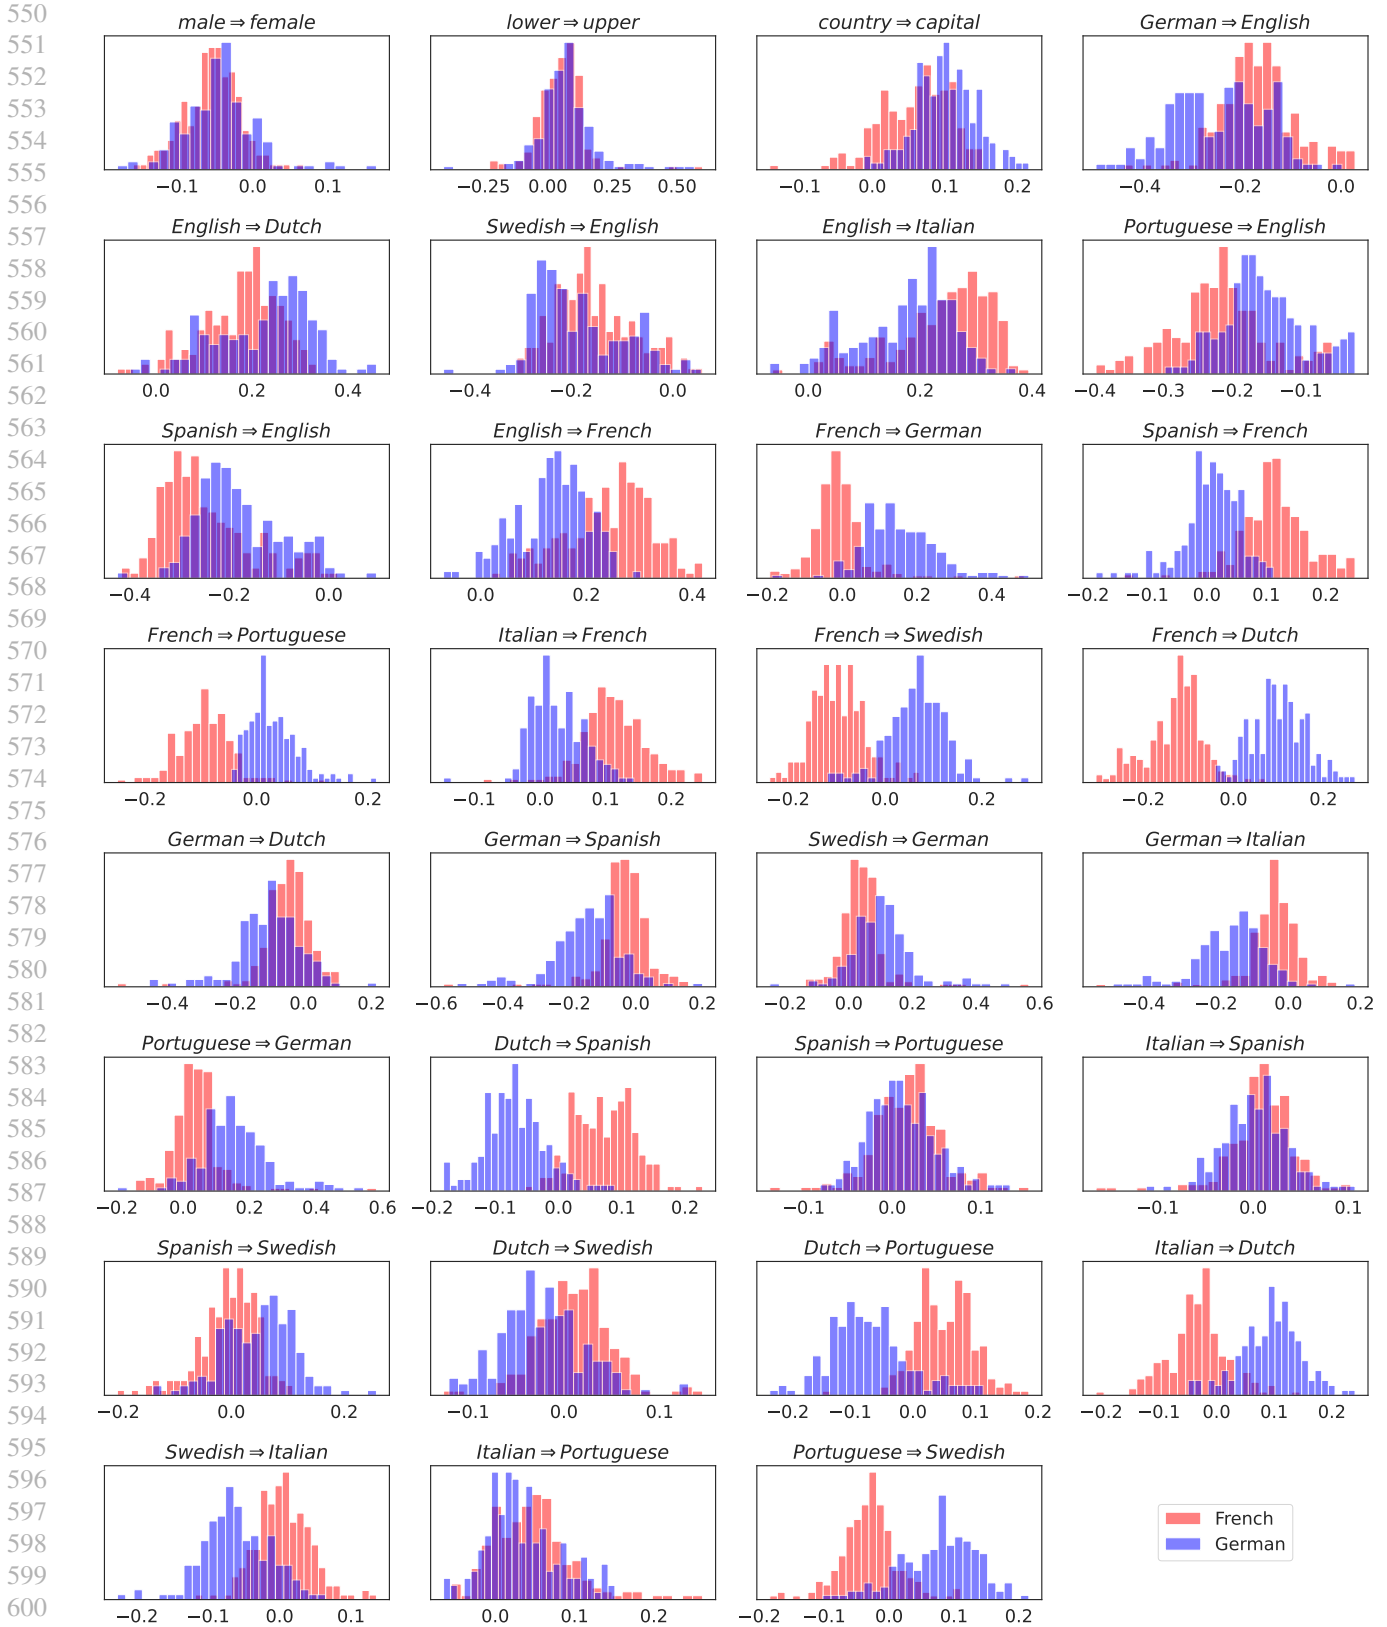 550
551
552
553
554
555
556
557
558
559
560
561
562
563
564
565
566
567
568
569
570
571
572
573
574
575
576
577
578
579
580
581
582
583
584
585
586
587
588
589
590
591
592
593
594
595
596
597
598
599
600
male ⇒ female
−0.1 0.0 0.1
lower ⇒ upper
−0.25 0.00 0.25 0.50
country ⇒ capital
−0.1 0.0 0.1 0.2
German ⇒ English
−0.4 −0.2 0.0
English ⇒ Dutch
0.0 0.2 0.4
Swedish ⇒ English
−0.4 −0.2 0.0
English ⇒ Italian
0.0 0.2 0.4
Portuguese ⇒ English
−0.4 −0.3 −0.2 −0.1
Spanish ⇒ English
−0.4 −0.2 0.0
English ⇒ French
0.0 0.2 0.4
French ⇒ German
−0.2 0.0 0.2 0.4
Spanish ⇒ French
−0.2 −0.1 0.0 0.1 0.2
French ⇒ Portuguese
−0.2 0.0 0.2
Italian ⇒ French
−0.1 0.0 0.1 0.2
French ⇒ Swedish
−0.2 0.0 0.2
French ⇒ Dutch
−0.2 0.0 0.2
German ⇒ Dutch
−0.4 −0.2 0.0 0.2
German ⇒ Spanish
−0.6 −0.4 −0.2 0.0 0.2
Swedish ⇒ German
−0.2 0.0 0.2 0.4 0.6
German ⇒ Italian
−0.4 −0.2 0.0 0.2
Portuguese ⇒ German
−0.2 0.0 0.2 0.4 0.6
Dutch ⇒ Spanish
−0.2 −0.1 0.0 0.1 0.2
Spanish ⇒ Portuguese
−0.1 0.0 0.1
Italian ⇒ Spanish
−0.1 0.0 0.1
Spanish ⇒ Swedish
−0.2 0.0 0.2
Dutch ⇒ Swedish
−0.1 0.0 0.1
Dutch ⇒ Portuguese
−0.2 −0.1 0.0 0.1 0.2
Italian ⇒ Dutch
−0.2 −0.1 0.0 0.1 0.2
Swedish ⇒ Italian
−0.2 −0.1 0.0 0.1
Italian ⇒ Portuguese
0.0 0.1 0.2
Portuguese ⇒ Swedish
−0.2 −0.1 0.0 0.1 0.2
French
German